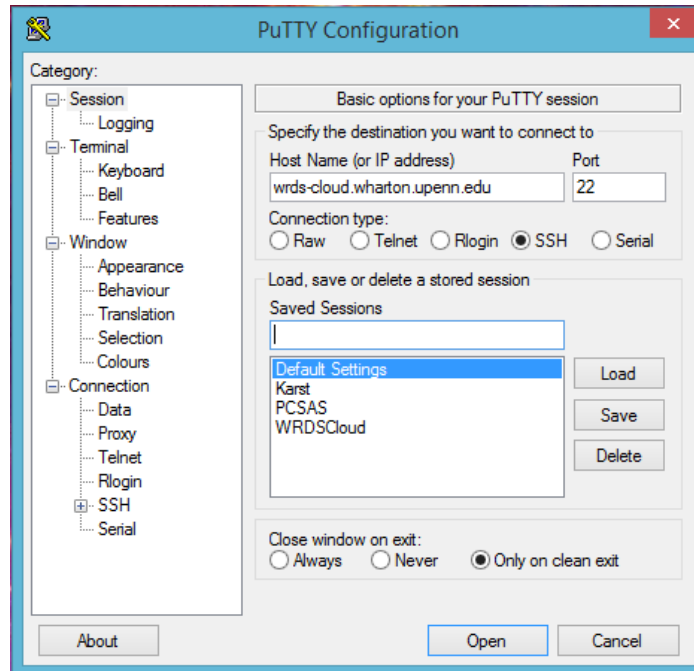 PuTTY Configuration
Category:
Session
Logging
Terminal
Keyboard
Bell
Features
Window
Appearance
Behaviour
Translation
Selection
Colours
Connection
Data
Proxy
Telnet
Rlogin
SSH
Serial
Basic options for your PuTTY session
Specify the destination you want to connect to
Host Name (or IP address) Port
wrds-cloud.wharton.upenn.edu 22
Connection type:
Raw Telnet Rlogin SSH Serial
Load, save or delete a stored session
Saved Sessions
Default Settings
Karst
PCSAS
WRDSCloud
Load
Save
Delete
Close window on exit:
Always Never Only on clean exit
About Open Cancel